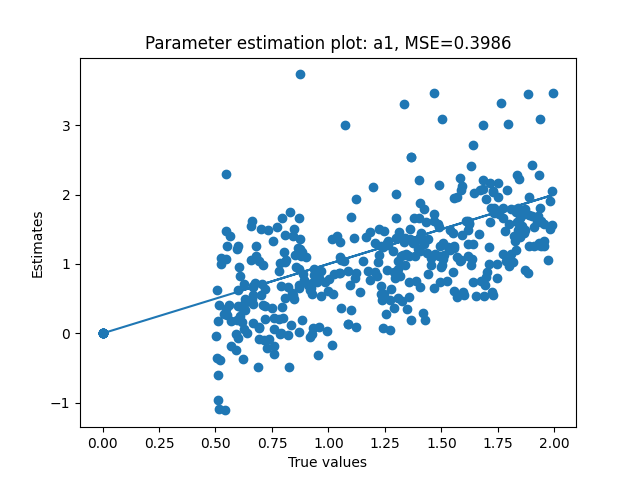 Parameter estimation plot: a1, MSE=0.3986
Estimates
3
2
1
0
−1
0.00 0.25 0.50 0.75 1.00 1.25 1.50 1.75 2.00
True values